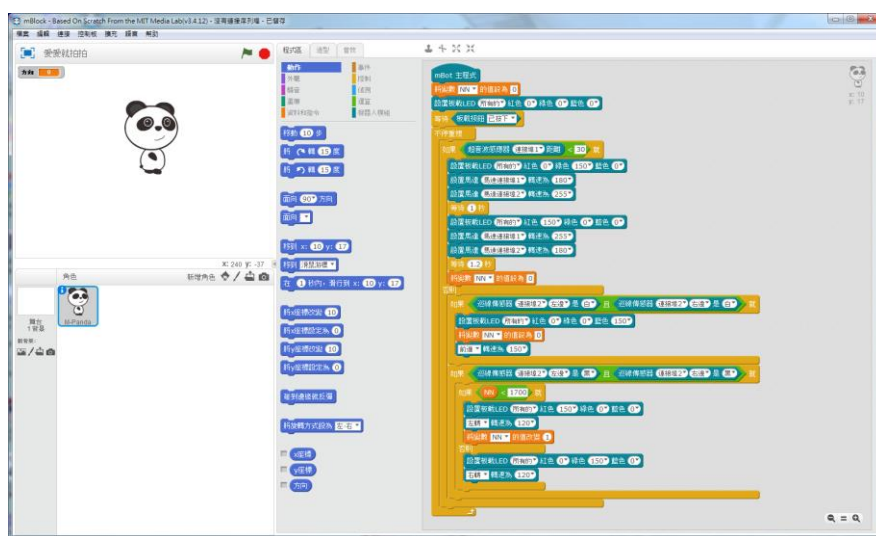 mBlock - Based On Scratch From the MIT Media Lab(v3.4.12) - 沒有連接序列埠 - 已儲存
檔案 編輯 連接 控制板 擴充 語言 幫助
愛愛就拍拍
方向
X: 240 y: -37
角色
新增角色
舞台
1 背景
新背景:
M-Panda
程式區 造型 音效
動作 事件
外觀 控制
音效 偵測
畫筆 運算
資料和指令 機器人模組
移動 10 步
右轉 15 度
左轉 15 度
面向 90 方向
面向
移到 x: 10 y: 17
移到 滑鼠游標
在 1 秒內,滑行到 x: 10 y: 17
將x座標改變 10
將x座標設定為 0
將y座標改變 10
將y座標設定為 0
碰到邊緣就反彈
將旋轉方式設為 左-右
x座標
y座標
方向
x: 10
y: 17
mBot 主程式
將變數 NN 的值設為 0
設置板載LED 所有的 紅色 0 綠色 0 藍色 0
等待 板載按鈕 已按下
不停重複
如果 超音波感應器 連接埠1 距離 < 30 就
設置板載LED 所有的 紅色 0 綠色 150 藍色 0
設置馬達 馬達連接埠1 轉速為 180
設置馬達 馬達連接埠2 轉速為 255
等待 1 秒
設置板載LED 所有的 紅色 150 綠色 0 藍色 0
設置馬達 馬達連接埠1 轉速為 255
設置馬達 馬達連接埠2 轉速為 180
等待 1.2 秒
將變數 NN 的值設為 0
否則
如果 巡線感測器 連接埠2 左邊 是 白 且 巡線感測器 連接埠2 右邊 是 白 就
設置板載LED 所有的 紅色 0 綠色 0 藍色 150
將變數 NN 的值設為 0
前進 轉速為 150
如果 巡線感測器 連接埠2 左邊 是 黑 且 巡線感測器 連接埠2 右邊 是 黑 就
如果 NN < 1700 就
設置板載LED 所有的 紅色 150 綠色 0 藍色 0
左轉 轉速為 120
將變數 NN 的值改變 1
否則
設置板載LED 所有的 紅色 0 綠色 150 藍色 0
右轉 轉速為 120